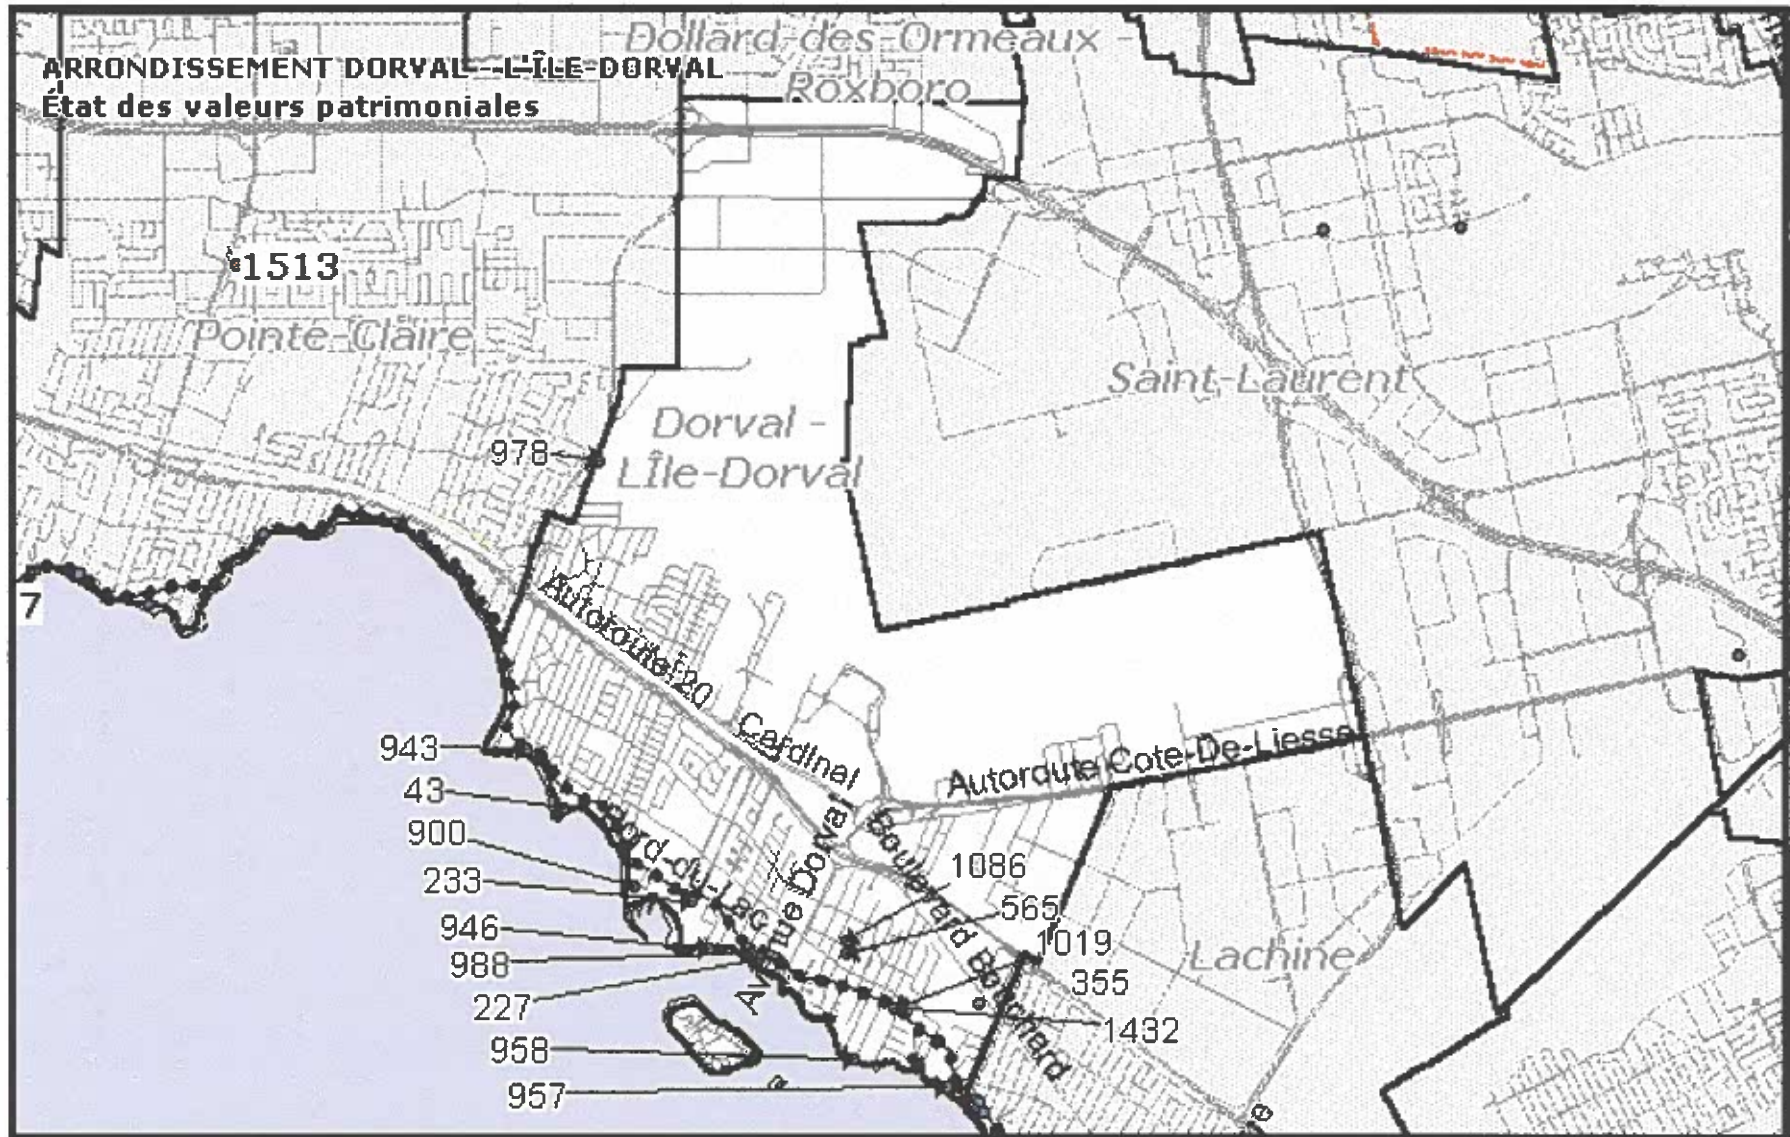 ARRONDISSEMENT DORVAL--L'ÎLE-DORVAL
État des valeurs patrimoniales
Dollard-des-Ormeaux -
Roxboro
1513
Pointe-Claire
Saint-Laurent
Dorval -
L'Île-Dorval
978
7
Autoroute 20
Cardinal
Autoroute Cote-De-Liesse
943
43
900
233
946
988
227
958
957
Bord-du-Lac
Avenue Dorval
Boulevard Bouchard
1086
565
1019
355
1432
Lachine